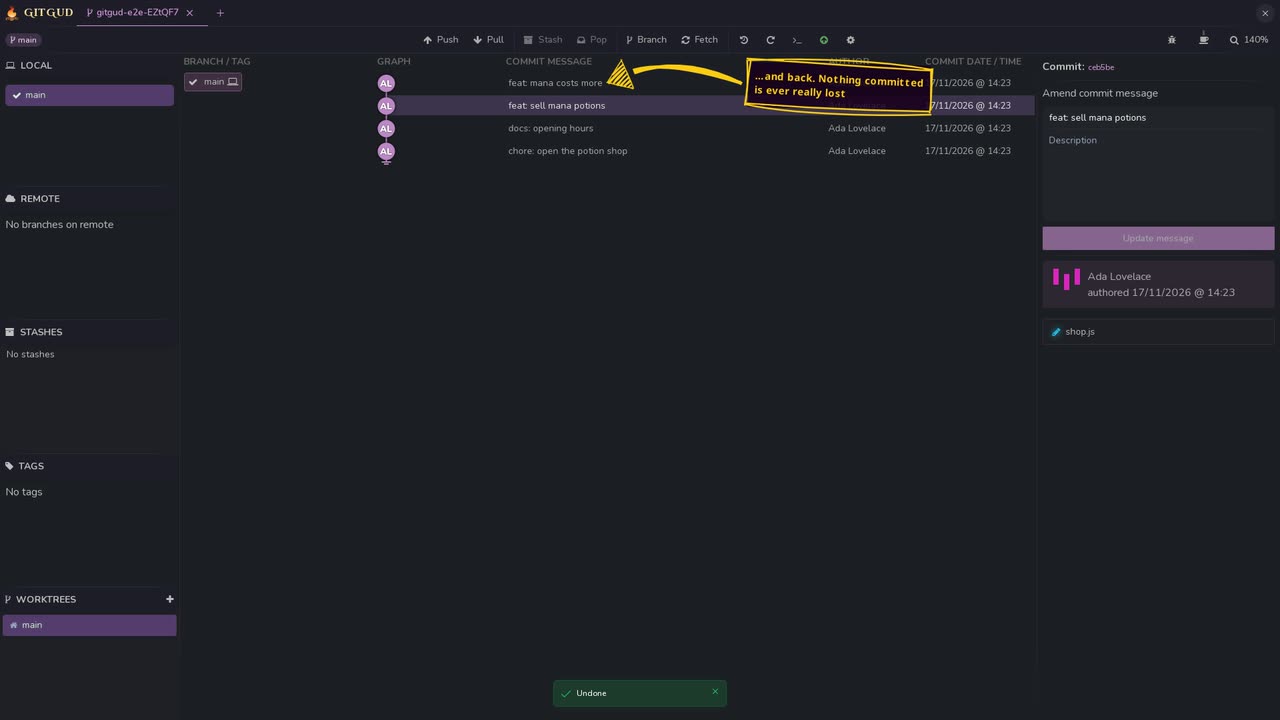 GITGUD
gitgud-e2e-EZtQF7
main
Push
Pull
Stash
Pop
Branch
Fetch
140%
LOCAL
main
REMOTE
No branches on remote
STASHES
No stashes
TAGS
No tags
WORKTREES
main
BRANCH / TAG
GRAPH
COMMIT MESSAGE
AUTHOR
COMMIT DATE / TIME
main
AL
feat: mana costs more
17/11/2026 @ 14:23
AL
feat: sell mana potions
Ada Lovelace
17/11/2026 @ 14:23
AL
docs: opening hours
Ada Lovelace
17/11/2026 @ 14:23
AL
chore: open the potion shop
Ada Lovelace
17/11/2026 @ 14:23
...and back. Nothing committed
is ever really lost
Commit: ceb5be
Amend commit message
feat: sell mana potions
Description
Update message
Ada Lovelace
authored 17/11/2026 @ 14:23
shop.js
Undone